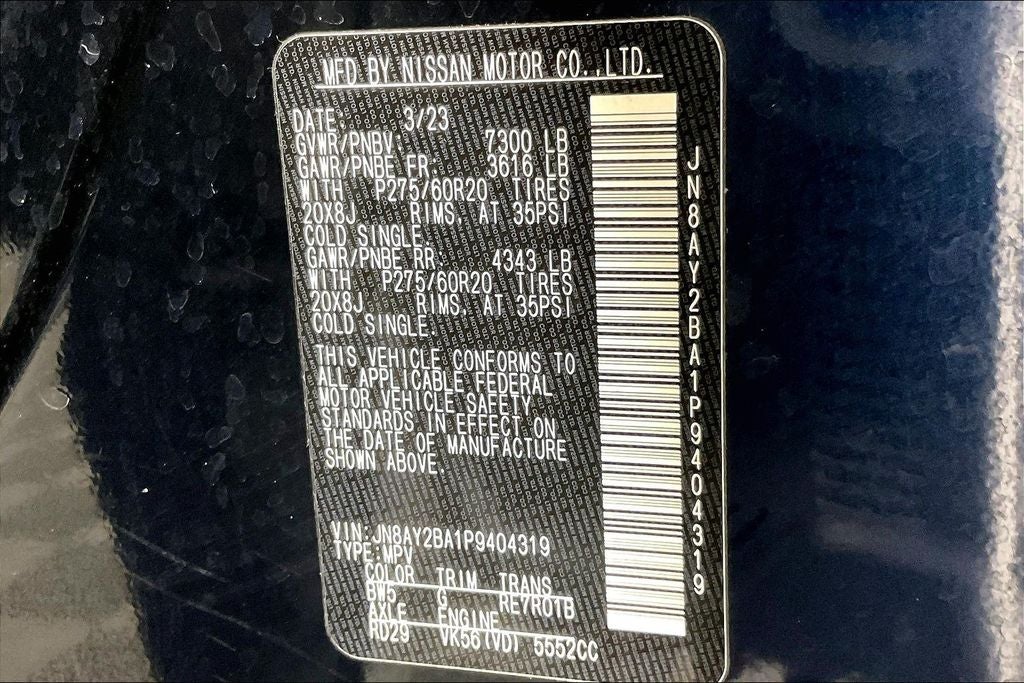 MFD BY NISSAN MOTOR CO.,LTD.
DATE: 3/23
GVWR/PNBV 7300 LB
GAWR/PNBE FR. 3616 LB
WITH P275/60R20 TIRES
20X8J RIMS, AT 35PSI
COLD SINGLE.
GAWR/PNBE RR. 4343 LB
WITH P275/60R20 TIRES
20X8J RIMS, AT 35PSI
COLD SINGLE.
THIS VEHICLE CONFORMS TO
ALL APPLICABLE FEDERAL
MOTOR VEHICLE SAFETY
STANDARDS IN EFFECT ON
THE DATE OF MANUFACTURE
SHOWN ABOVE.
VIN:JN8AY2BA1P9404319
TYPE:MPV
COLOR TRIM TRANS
BW5 G RE7R01B
AXLE ENGINE
RD29 VK56(VD) 5552CC
JN8AY2BA1P9404319